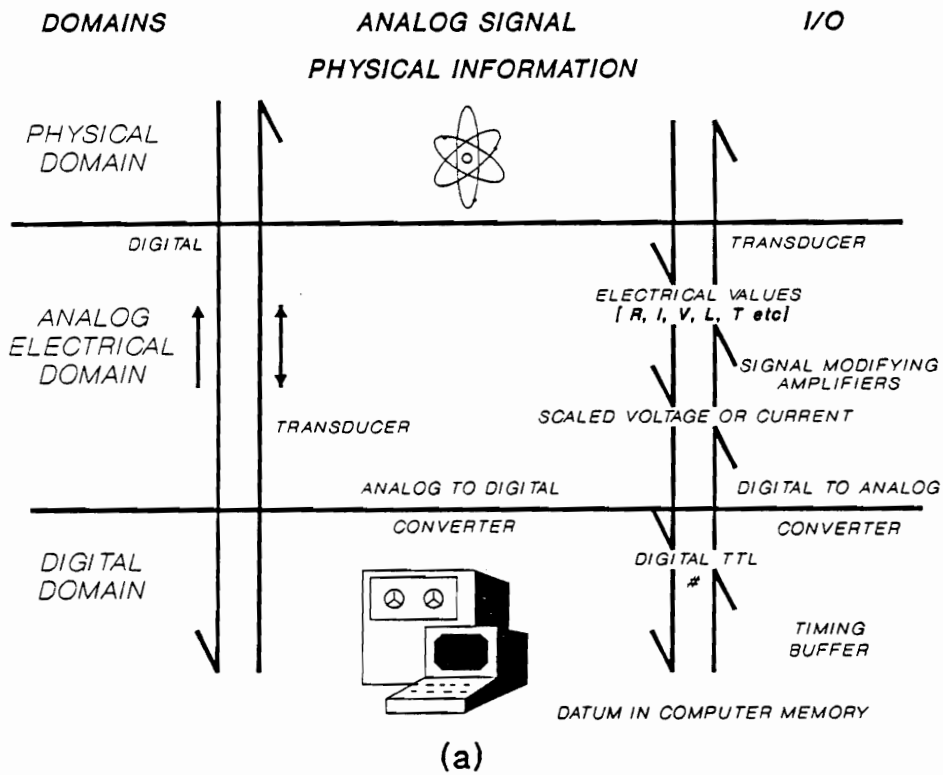 DOMAINS
ANALOG SIGNAL
I/O
PHYSICAL INFORMATION
PHYSICAL
DOMAIN
DIGITAL
TRANSDUCER
ELECTRICAL VALUES
[ R, I, V, L, T etc]
ANALOG
ELECTRICAL
DOMAIN
SIGNAL MODIFYING
AMPLIFIERS
SCALED VOLTAGE OR CURRENT
TRANSDUCER
ANALOG TO DIGITAL
DIGITAL TO ANALOG
CONVERTER
CONVERTER
DIGITAL
DOMAIN
DIGITAL TTL
#
TIMING
BUFFER
DATUM IN COMPUTER MEMORY
(a)